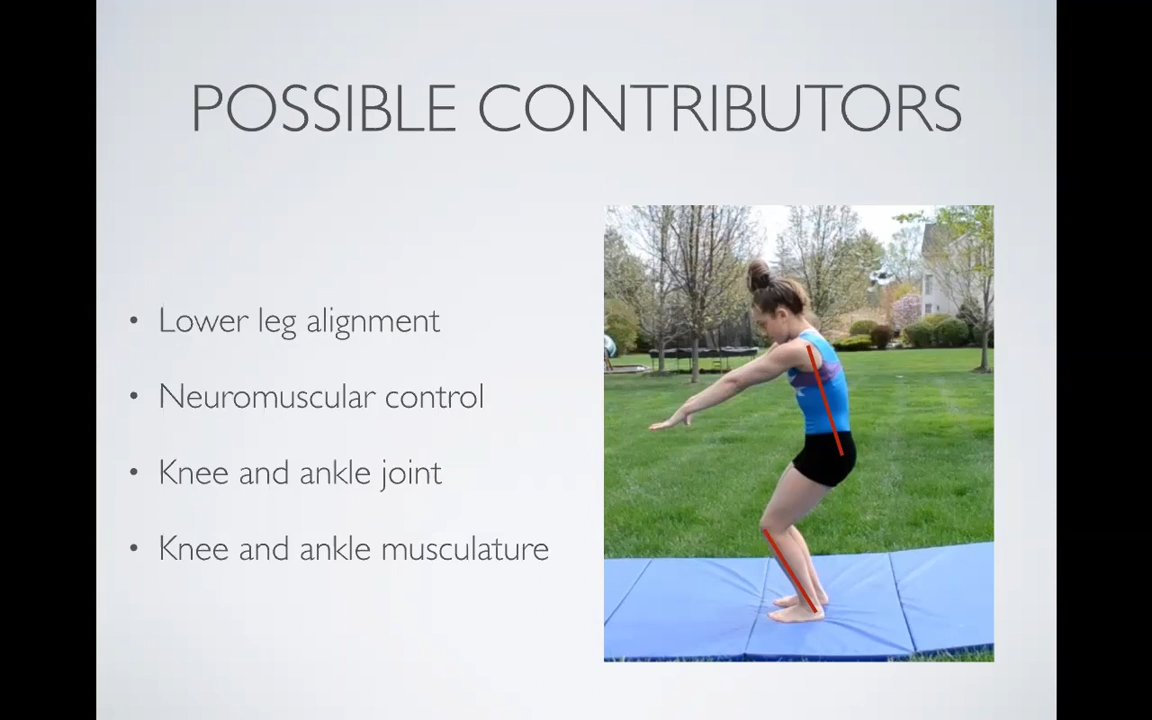 POSSIBLE CONTRIBUTORS
• Lower leg alignment
• Neuromuscular control
• Knee and ankle joint
• Knee and ankle musculature